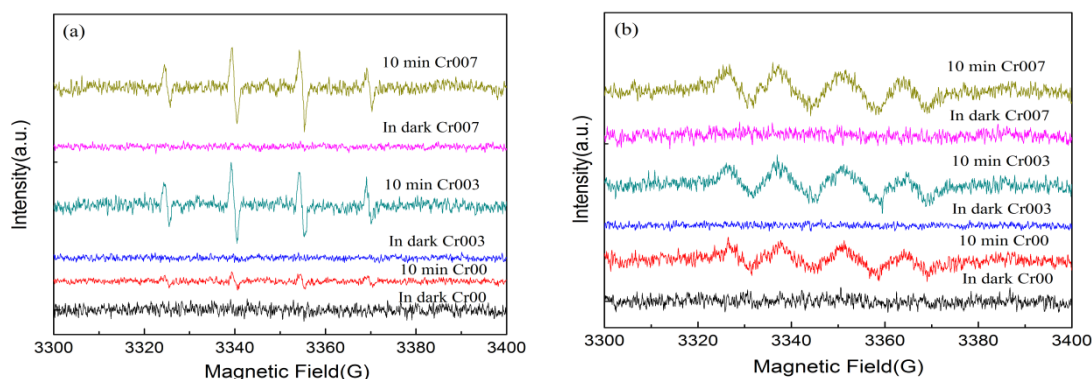 (a)
10 min Cr007
In dark Cr007
10 min Cr003
In dark Cr003
10 min Cr00
In dark Cr00
Intensity(a.u.)
3300 3320 3340 3360 3380 3400
Magnetic Field(G)
(b)
10 min Cr007
In dark Cr007
10 min Cr003
In dark Cr003
10 min Cr00
In dark Cr00
Intensity(a.u.)
3300 3320 3340 3360 3380 3400
Magnetic Field(G)